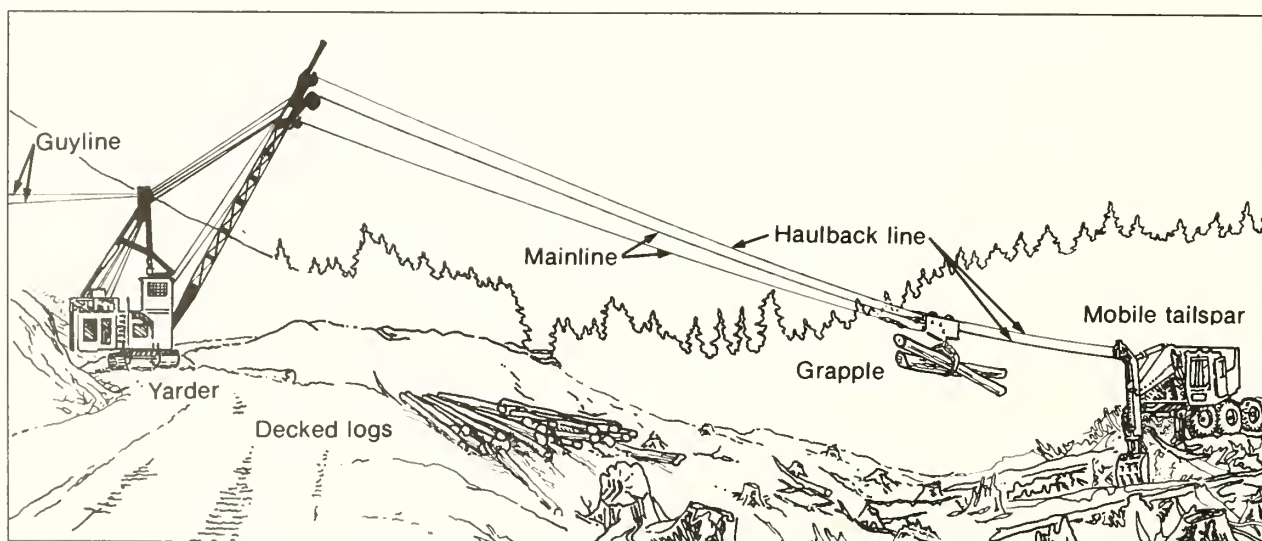 Guyline
Mainline
Haulback line
Mobile tailspar
Grapple
Yarder
Decked logs